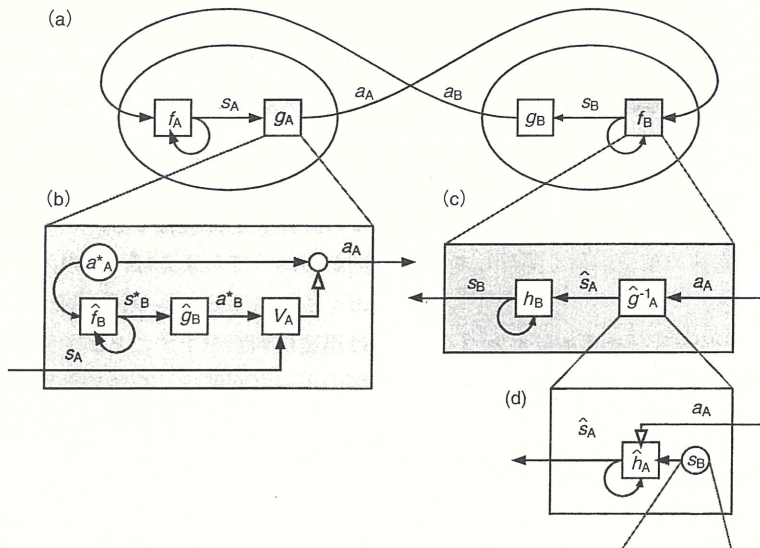 (a)
f_A
s_A
g_A
a_A
a_B
g_B
s_B
f_B
(b)
a*_A
a_A
f̂_B
s*_B
ĝ_B
a*_B
V_A
s_A
(c)
s_B
h_B
ŝ_A
ĝ⁻¹_A
a_A
(d)
a_A
ŝ_A
ĥ_A
s_B